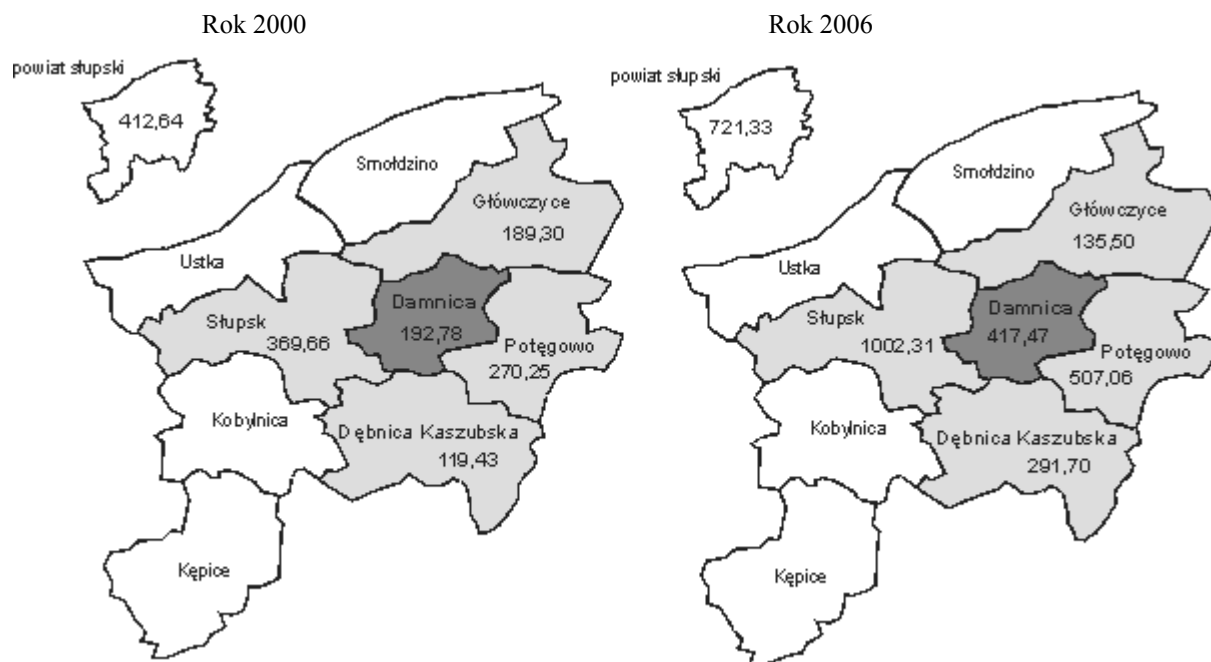 Rok 2000
powiat słupski
412,64
Smołdzino
Główczyce
189,30
Ustka
Damnica
192,78
Słupsk
369,66
Potęgowo
270,25
Kobylnica
Dębnica Kaszubska
119,43
Kępice
Rok 2006
powiat słupski
721,33
Smołdzino
Główczyce
135,50
Ustka
Damnica
417,47
Słupsk
1002,31
Potęgowo
507,06
Kobylnica
Dębnica Kaszubska
291,70
Kępice